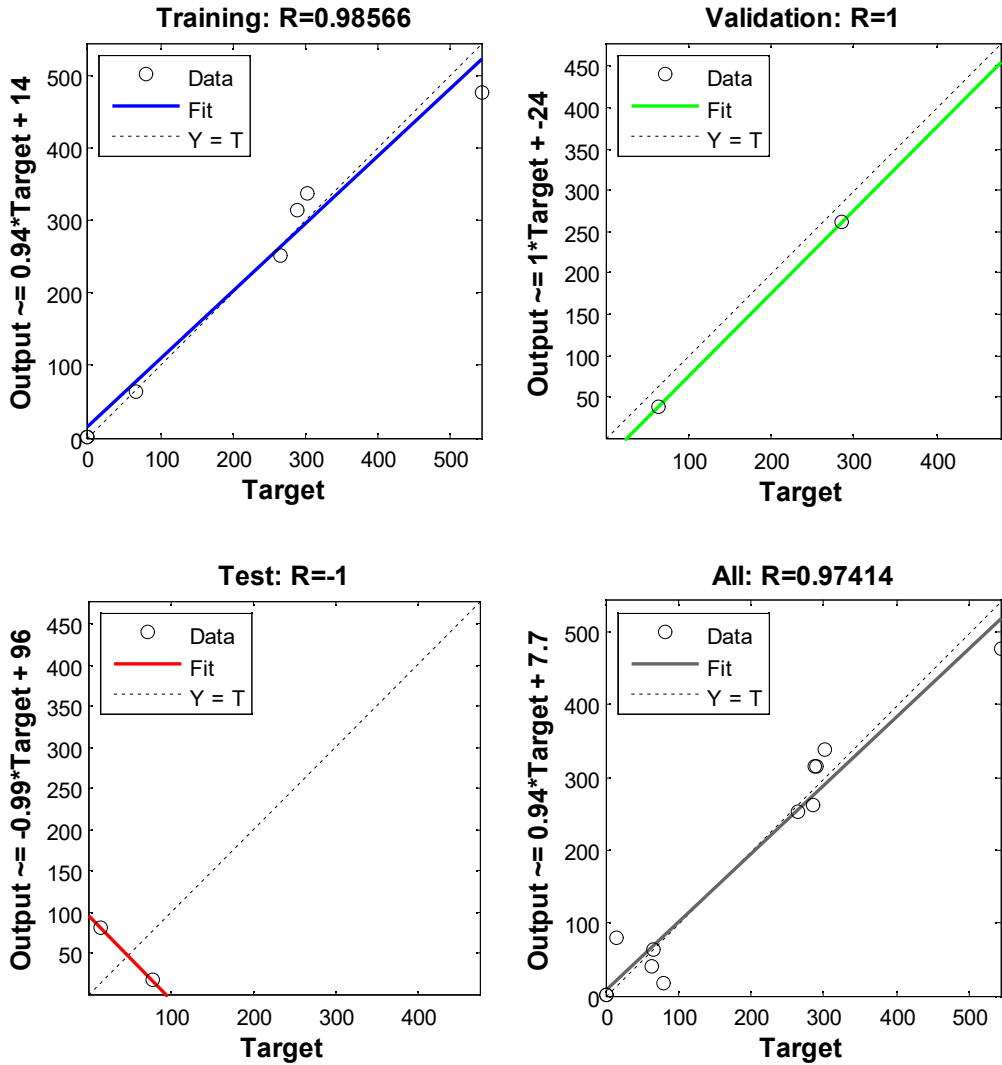 Training: R=0.98566
Output ~= 0.94*Target + 14
500
400
300
200
100
0
Data
Fit
Y = T
0 100 200 300 400 500
Target
Validation: R=1
Output ~= 1*Target + -24
450
400
350
300
250
200
150
100
50
Data
Fit
Y = T
100 200 300 400
Target
Test: R=-1
Output ~= -0.99*Target + 96
450
400
350
300
250
200
150
100
50
Data
Fit
Y = T
100 200 300 400
Target
All: R=0.97414
Output ~= 0.94*Target + 7.7
500
400
300
200
100
0
Data
Fit
Y = T
0 100 200 300 400 500
Target